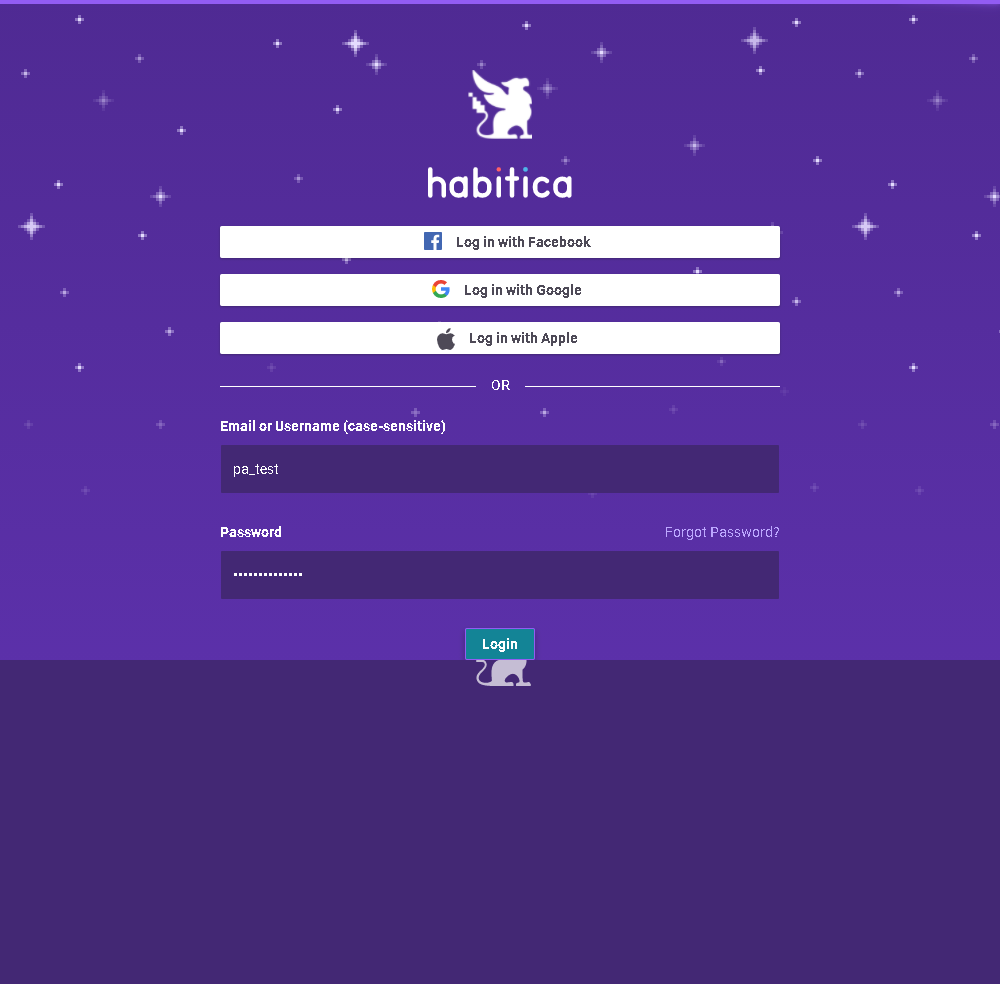 habitica
Log in with Facebook
Log in with Google
Log in with Apple
OR
Email or Username (case-sensitive)
pa_test
Password
Forgot Password?
••••••••••••••
Login